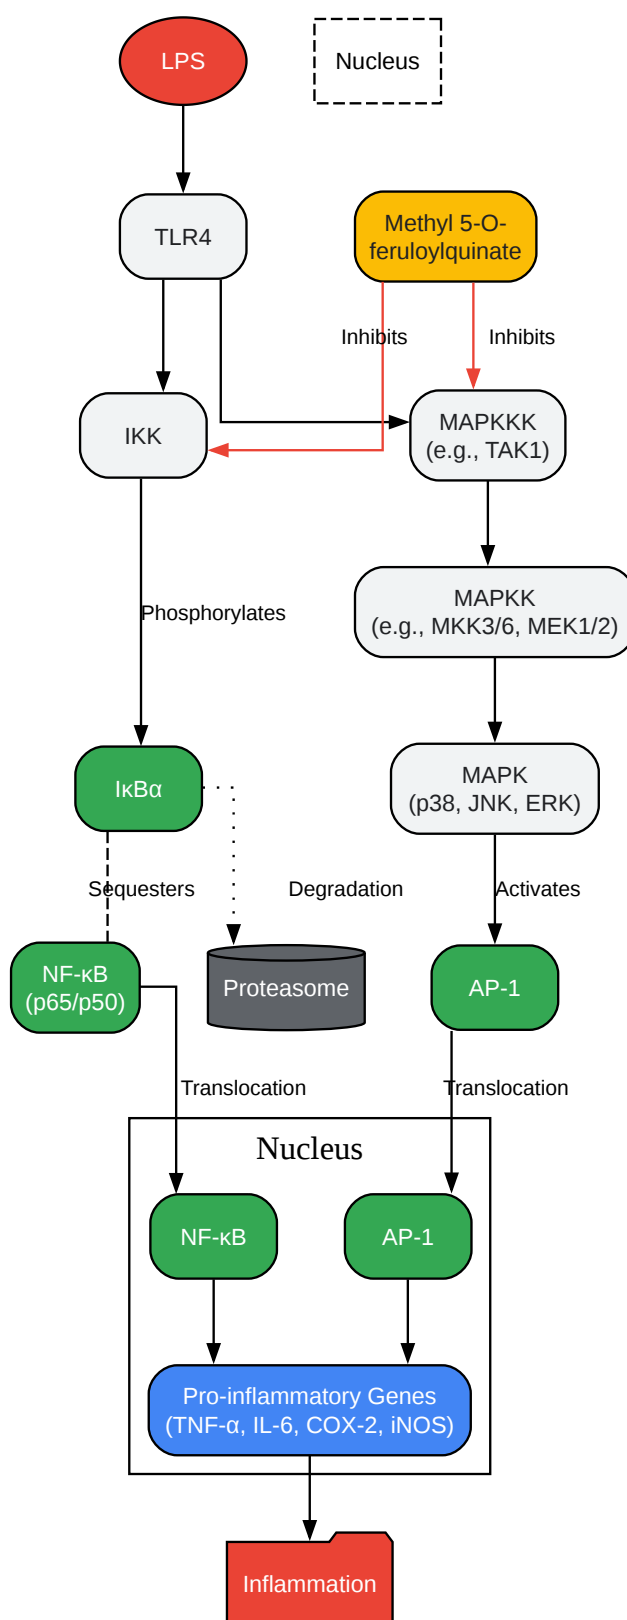 LPS
Nucleus
TLR4
Methyl 5-O-
feruloylquinate
Inhibits
Inhibits
IKK
MAPKKK
(e.g., TAK1)
Phosphorylates
MAPKK
(e.g., MKK3/6, MEK1/2)
IκBα
MAPK
(p38, JNK, ERK)
Sequesters
Degradation
Activates
NF-κB
(p65/p50)
Proteasome
AP-1
Translocation
Translocation
Nucleus
NF-κB
AP-1
Pro-inflammatory Genes
(TNF-α, IL-6, COX-2, iNOS)
Inflammation